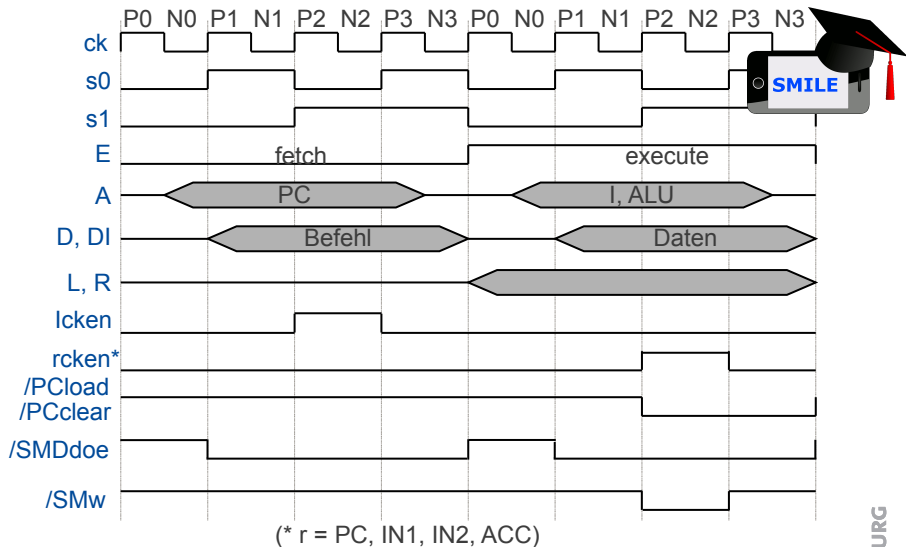 P0 N0 P1 N1 P2 N2 P3 N3 P0 N0 P1 N1 P2 N2 P3 N3
ck
s0
SMILE
s1
E fetch execute
A PC I, ALU
D, DI Befehl Daten
L, R
Icken
rcken*
/PCload
/PCclear
/SMDdoe
/SMw
(* r = PC, IN1, IN2, ACC)
URG